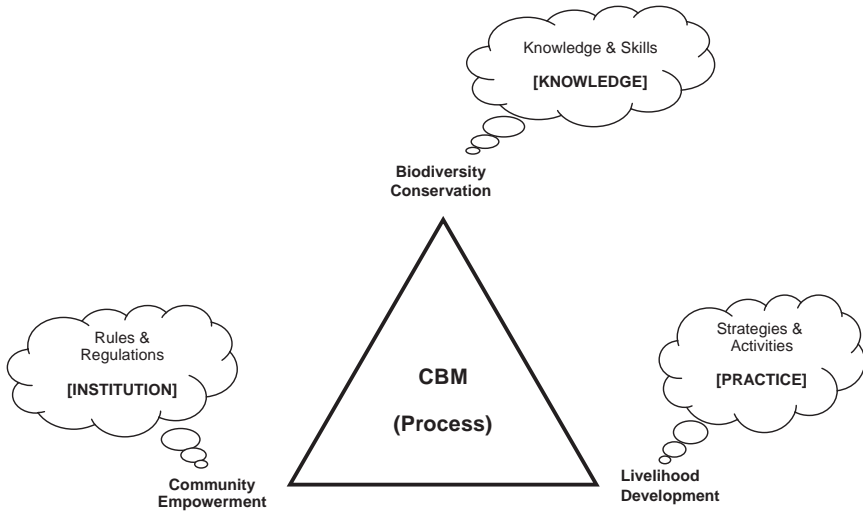 Knowledge & Skills
[KNOWLEDGE]
Biodiversity
Conservation
Rules &
Regulations
[INSTITUTION]
Strategies &
Activities
[PRACTICE]
CBM
(Process)
Community
Empowerment
Livelihood
Development